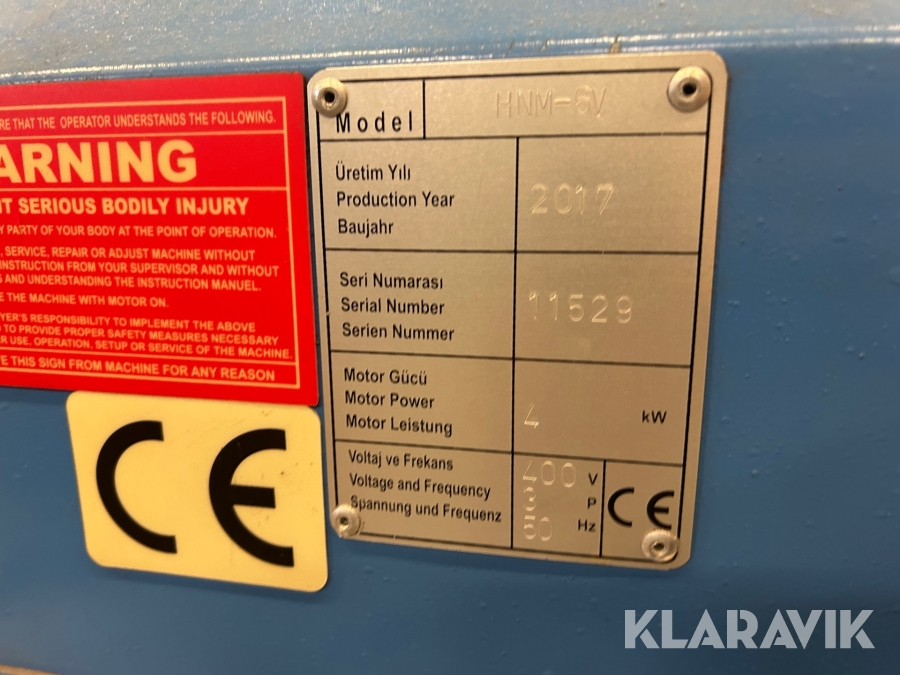 RE THAT THE OPERATOR UNDERSTANDS THE FOLLOWING.
ARNING
T SERIOUS BODILY INJURY
Y PARTY OF YOUR BODY AT THE POINT OF OPERATION.
, SERVICE, REPAIR OR ADJUST MACHINE WITHOUT
INSTRUCTION FROM YOUR SUPERVISOR AND WITHOUT
S AND UNDERSTANDING THE INSTRUCTION MANUEL.
E THE MACHINE WITH MOTOR ON.
YER'S RESPONSIBILITY TO IMPLEMENT THE ABOVE
TO PROVIDE PROPER SAFETY MEASURES NECESSARY
R USE, OPERATION, SETUP OR SERVICE OF THE MACHINE.
E THIS SIGN FROM MACHINE FOR ANY REASON
CE
Model HNM-6V
Üretim Yılı
Production Year 2017
Baujahr
Seri Numarası
Serial Number 11529
Serien Nummer
Motor Gücü
Motor Power 4 kW
Motor Leistung
Voltaj ve Frekans 400 V
Voltage and Frequency 3 P
Spannung und Frequenz Hz
CE
KLARAVIK